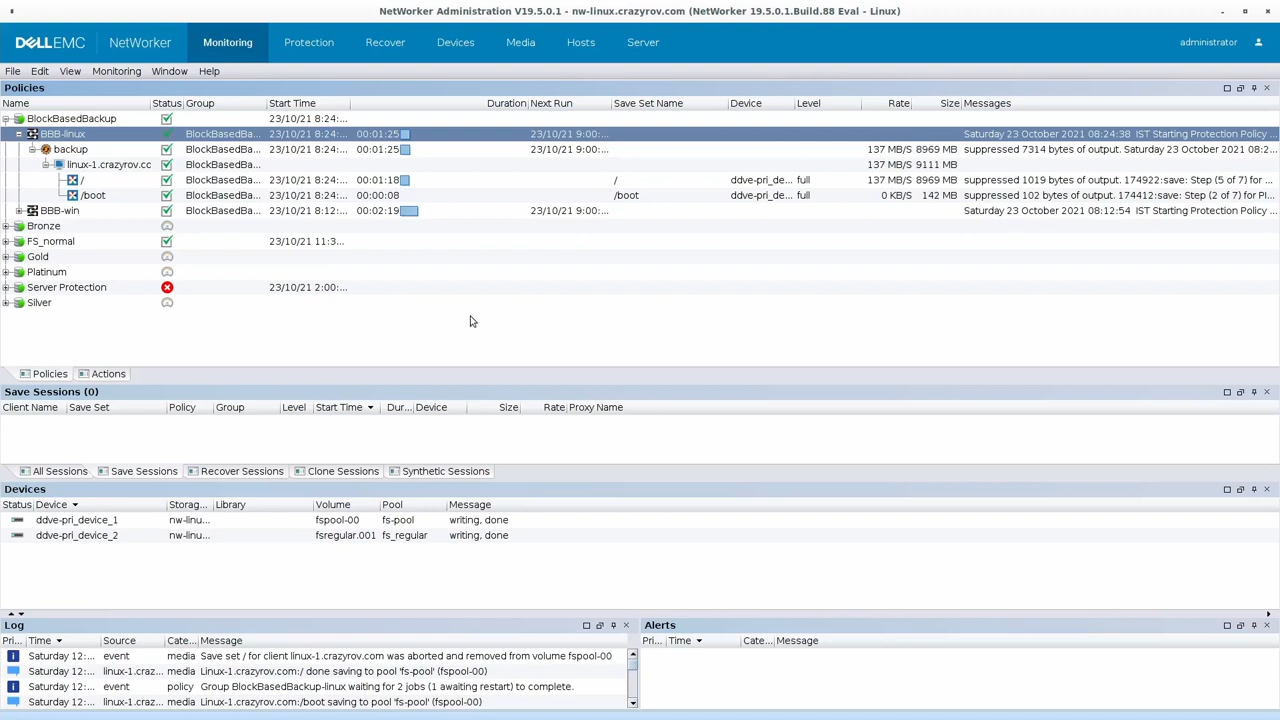 NetWorker Administration V19.5.0.1 - nw-linux.crazyrov.com (NetWorker 19.5.0.1.Build.88 Eval - Linux)
DELLEMC NetWorker Monitoring Protection Recover Devices Media Hosts Server administrator
File Edit View Monitoring Window Help
Policies
Name Status Group Start Time Duration Next Run Save Set Name Device Level Rate Size Messages
BlockBasedBackup 23/10/21 8:24:...
BBB-linux BlockBasedBa... 23/10/21 8:24:... 00:01:25 23/10/21 9:00:... Saturday 23 October 2021 08:24:38 IST Starting Protection Policy ...
backup BlockBasedBa... 23/10/21 8:24:... 00:01:25 23/10/21 9:00:... 137 MB/S 8969 MB suppressed 7314 bytes of output. Saturday 23 October 2021 08:2...
linux-1.crazyrov.cc BlockBasedBa... 137 MB/S 9111 MB
/ BlockBasedBa... 23/10/21 8:24:... 00:01:18 / ddve-pri_de... full 137 MB/S 8969 MB suppressed 1019 bytes of output. 174922:save: Step (5 of 7) for ...
/boot BlockBasedBa... 23/10/21 8:24:... 00:00:08 /boot ddve-pri_de... full 0 KB/S 142 MB suppressed 102 bytes of output. 174412:save: Step (2 of 7) for PI...
BBB-win BlockBasedBa... 23/10/21 8:12:... 00:02:19 23/10/21 9:00:... Saturday 23 October 2021 08:12:54 IST Starting Protection Policy ...
Bronze
FS_normal 23/10/21 11:3...
Gold
Platinum
Server Protection 23/10/21 2:00:...
Silver
Policies Actions
Save Sessions (0)
Client Name Save Set Policy Group Level Start Time Dur... Device Size Rate Proxy Name
All Sessions Save Sessions Recover Sessions Clone Sessions Synthetic Sessions
Devices
Status Device Storag... Library Volume Pool Message
ddve-pri_device_1 nw-linu... fspool-00 fs-pool writing, done
ddve-pri_device_2 nw-linu... fsregular.001 fs_regular writing, done
Log
Pri... Time Source Cate... Message
Saturday 12:... event media Save set / for client linux-1.crazyrov.com was aborted and removed from volume fspool-00
Saturday 12:... linux-1.craz... media Linux-1.crazyrov.com:/ done saving to pool 'fs-pool' (fspool-00)
Saturday 12:... event policy Group BlockBasedBackup-linux waiting for 2 jobs (1 awaiting restart) to complete.
Saturday 12:... linux-1.craz... media Linux-1.crazyrov.com:/boot saving to pool 'fs-pool' (fspool-00)
Alerts
Pri... Time Cate... Message